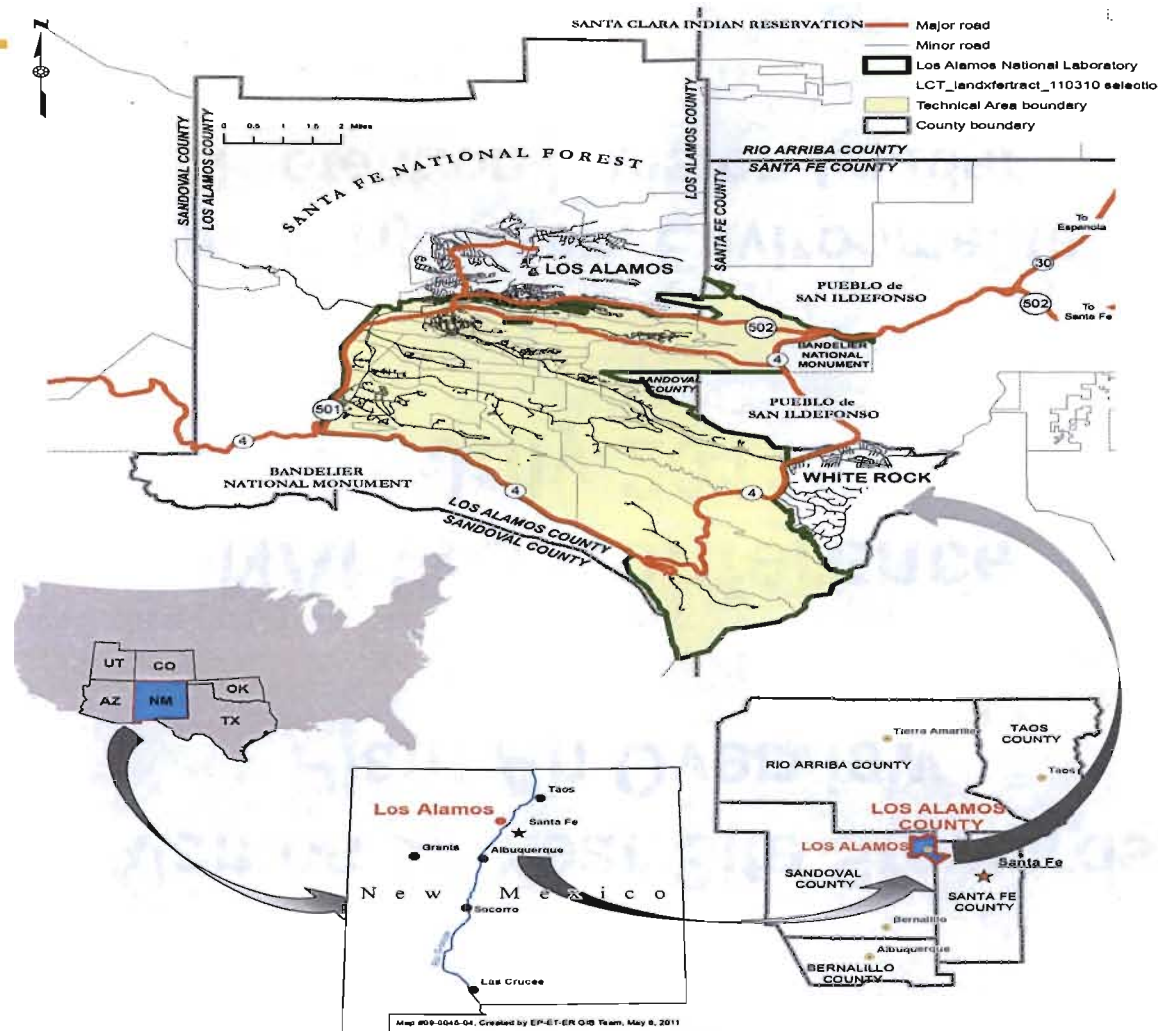 SANTA CLARA INDIAN RESERVATION
Major road
Minor road
Los Alamos National Laboratory
LCT_landxfertract_110310 selectio
Technical Area boundary
County boundary
0 0.5 1 1.5 2 Miles
SANDOVAL COUNTY
LOS ALAMOS COUNTY
LOS ALAMOS COUNTY
SANTA FE COUNTY
RIO ARRIBA COUNTY
SANTA FE COUNTY
SANTA FE NATIONAL FOREST
LOS ALAMOS
To
Espanola
30
502
To
Santa Fe
PUEBLO de
SAN ILDEFONSO
502
4
BANDELIER
NATIONAL
MONUMENT
SANDOVAL
COUNTY
PUEBLO de
SAN ILDEFONSO
501
4
BANDELIER
NATIONAL MONUMENT
4
4
WHITE ROCK
LOS ALAMOS COUNTY
SANDOVAL COUNTY
UT
CO
AZ
NM
OK
TX
Taos
Los Alamos
Santa Fe
Grants
Albuquerque
New Mexico
Socorro
Las Cruces
Map #09-0045-04, Created by EP-ET-ER GIS Team, May 6, 2011
Tierra Amarilla
TAOS
COUNTY
RIO ARRIBA COUNTY
Taos
LOS ALAMOS
COUNTY
LOS ALAMOS
Santa Fe
SANDOVAL
COUNTY
SANTA FE
COUNTY
Bernalillo
Albuquerque
BERNALILLO
COUNTY